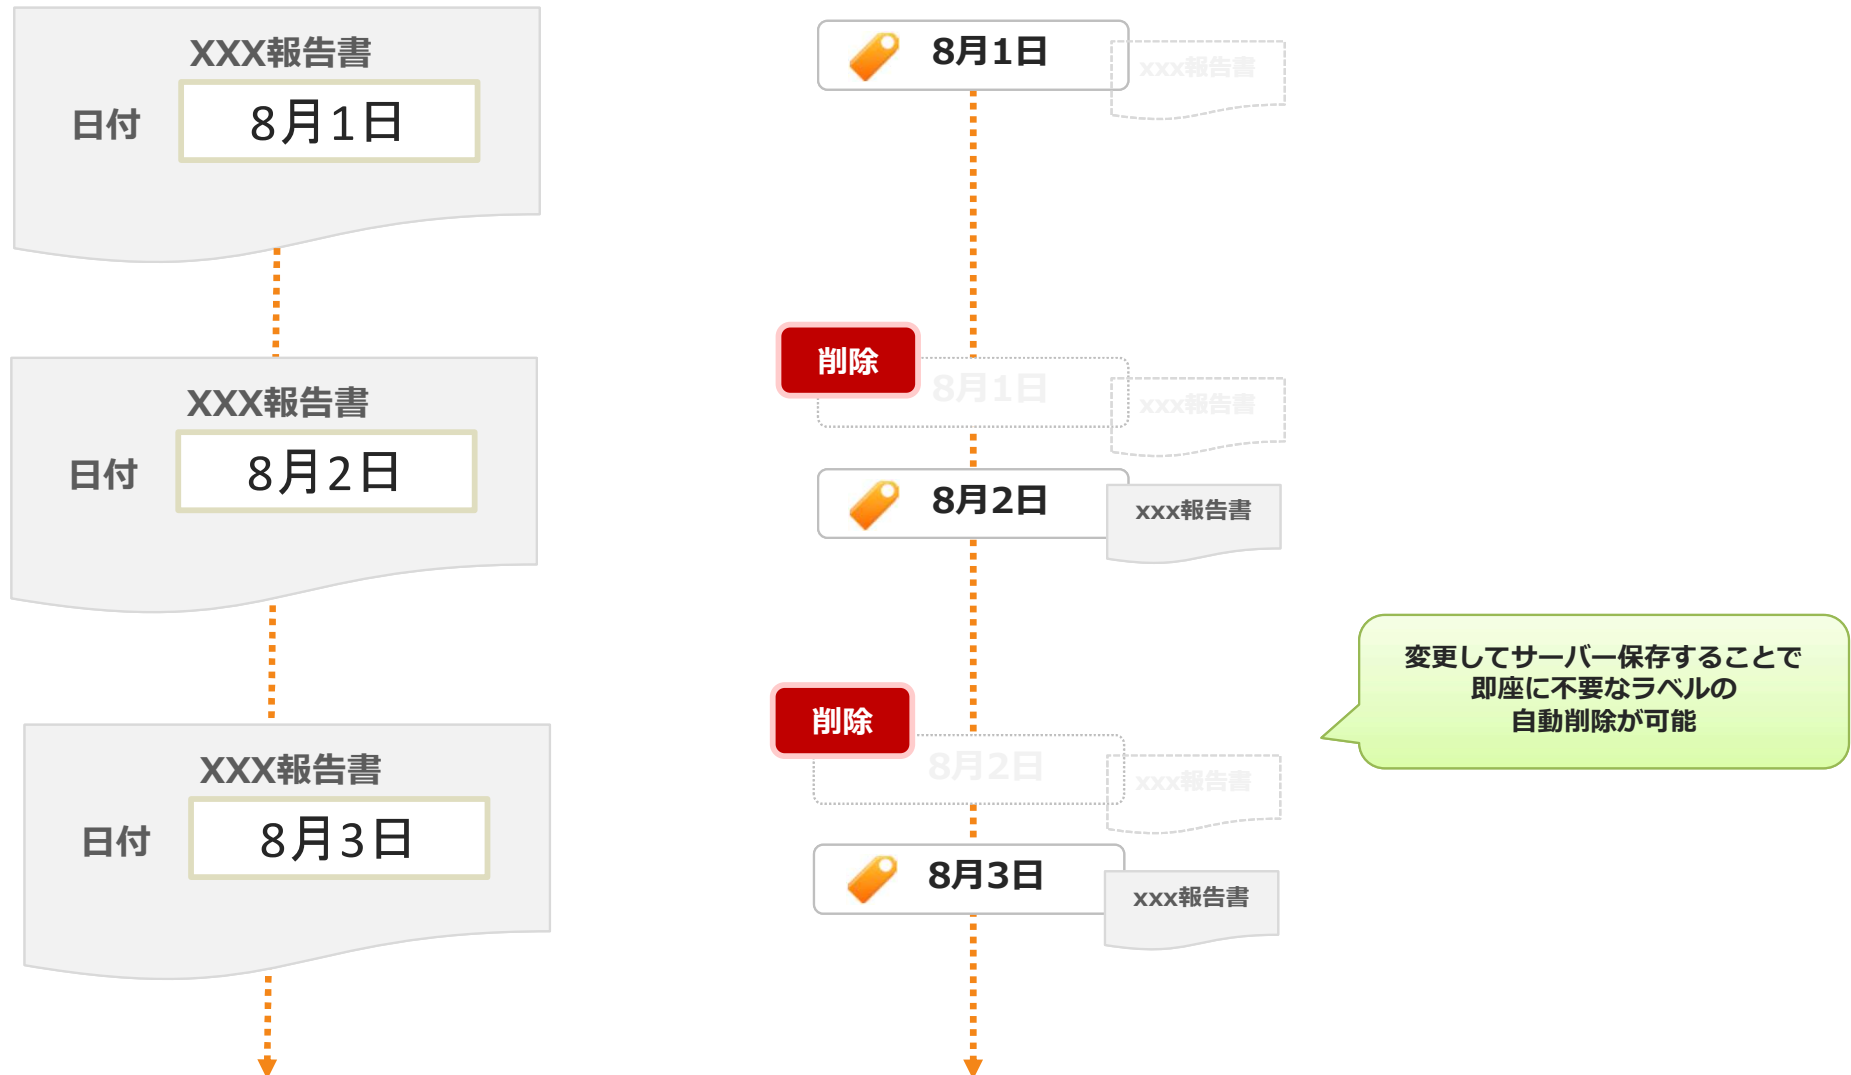 XXX報告書
日付
8月1日
XXX報告書
日付
8月2日
XXX報告書
日付
8月3日
8月1日
xxx報告書
削除
8月1日
xxx報告書
8月2日
xxx報告書
削除
8月2日
xxx報告書
8月3日
xxx報告書
変更してサーバー保存することで
即座に不要なラベルの
自動削除が可能